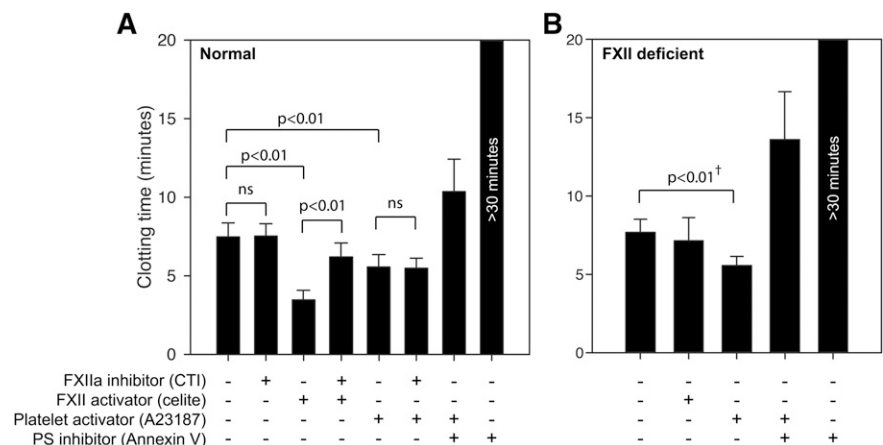 A
B
Normal
FXII deficient
Clotting time (minutes)
20
15
10
5
0
p<0.01
p<0.01
ns
p<0.01
ns
>30 minutes
20
15
10
5
0
p<0.01†
>30 minutes
FXIIa inhibitor (CTI) - + - + - + - - - - - - -
FXII activator (celite) - - + + - - - - - + - - -
Platelet activator (A23187) - - - - + + + - - - + + -
PS inhibitor (Annexin V) - - - - - - + + - - - + +